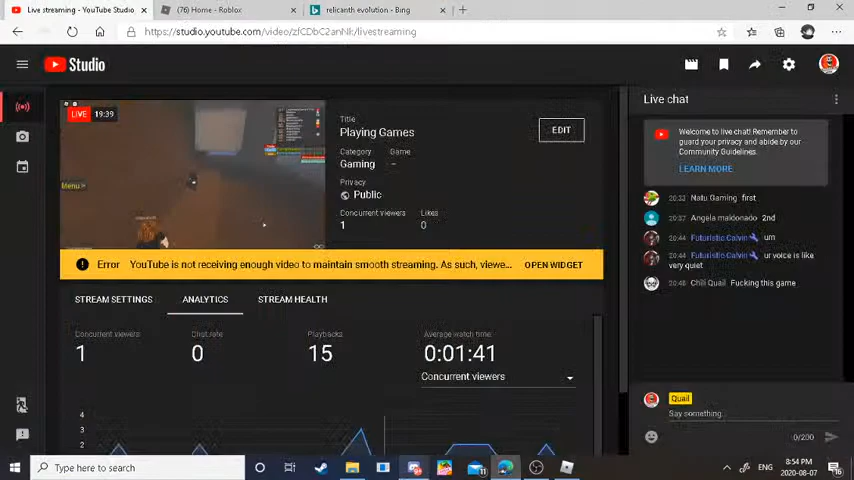 Live streaming - YouTube Studio
(76) Home - Roblox
relicanth evolution - Bing
https://studio.youtube.com/video/zfCDbC2anNk/livestreaming
Studio
LIVE 19:39
Menu >
Title
Playing Games
EDIT
Category Game
Gaming –
Privacy
Public
Concurrent viewers Likes
1 0
Error YouTube is not receiving enough video to maintain smooth streaming. As such, viewe... OPEN WIDGET
STREAM SETTINGS ANALYTICS STREAM HEALTH
Concurrent viewers Chat rate Playbacks Average watch time
1 0 15 0:01:41
Concurrent viewers
4
3
2
Live chat
Welcome to live chat! Remember to
guard your privacy and abide by our
Community Guidelines.
LEARN MORE
20:33 Natu Gaming first
20:37 Angela maldonado 2nd
20:44 Futuristic Calvin um
20:44 Futuristic Calvin ur voice is like
very quiet
20:48 Chili Quail Fucking this game
Quail
Say something...
0/200
Type here to search
11
ENG
8:54 PM
2020-08-07
16